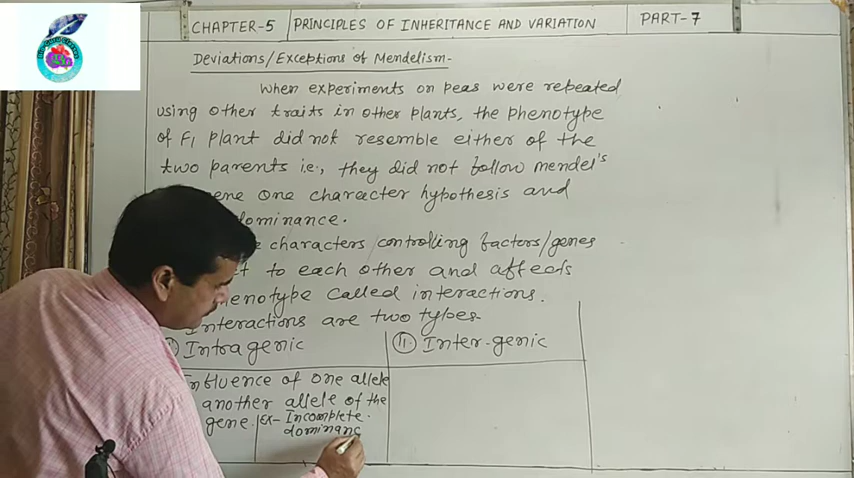 CHAPTER-5 PRINCIPLES OF INHERITANCE AND VARIATION PART-7
Deviations/Exceptions of Mendelism-
When experiments on peas were repeated
using other traits in other plants, the phenotype
of F1 plant did not resemble either of the
two parents i.e., they did not follow mendel's
one character hypothesis and
dominance.
characters controlling factors/genes
to each other and affects
phenotype called interactions.
Interactions are two types-
Intragenic
II. Inter-genic
Influence of one allele
another allele of the
gene. Ex- Incomplete
dominanc